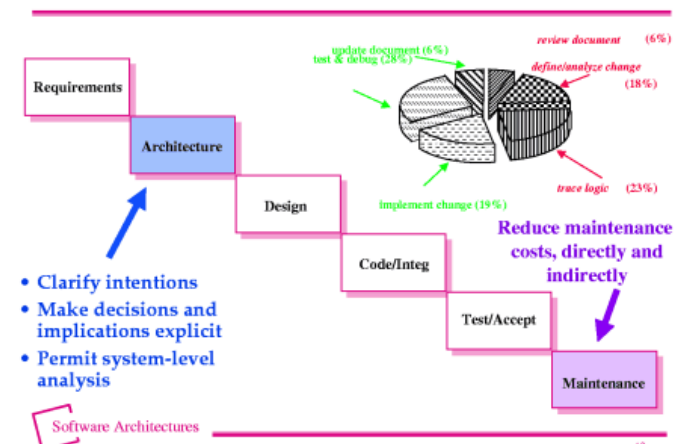 update document (6%)
test & debug (28%)
review document (6%)
define/analyze change
(18%)
Requirements
Architecture
Design
implement change (19%)
trace logic (23%)
Reduce maintenance
costs, directly and
indirectly
Code/Integ
• Clarify intentions
• Make decisions and
implications explicit
• Permit system-level
analysis
Test/Accept
Maintenance
Software Architectures